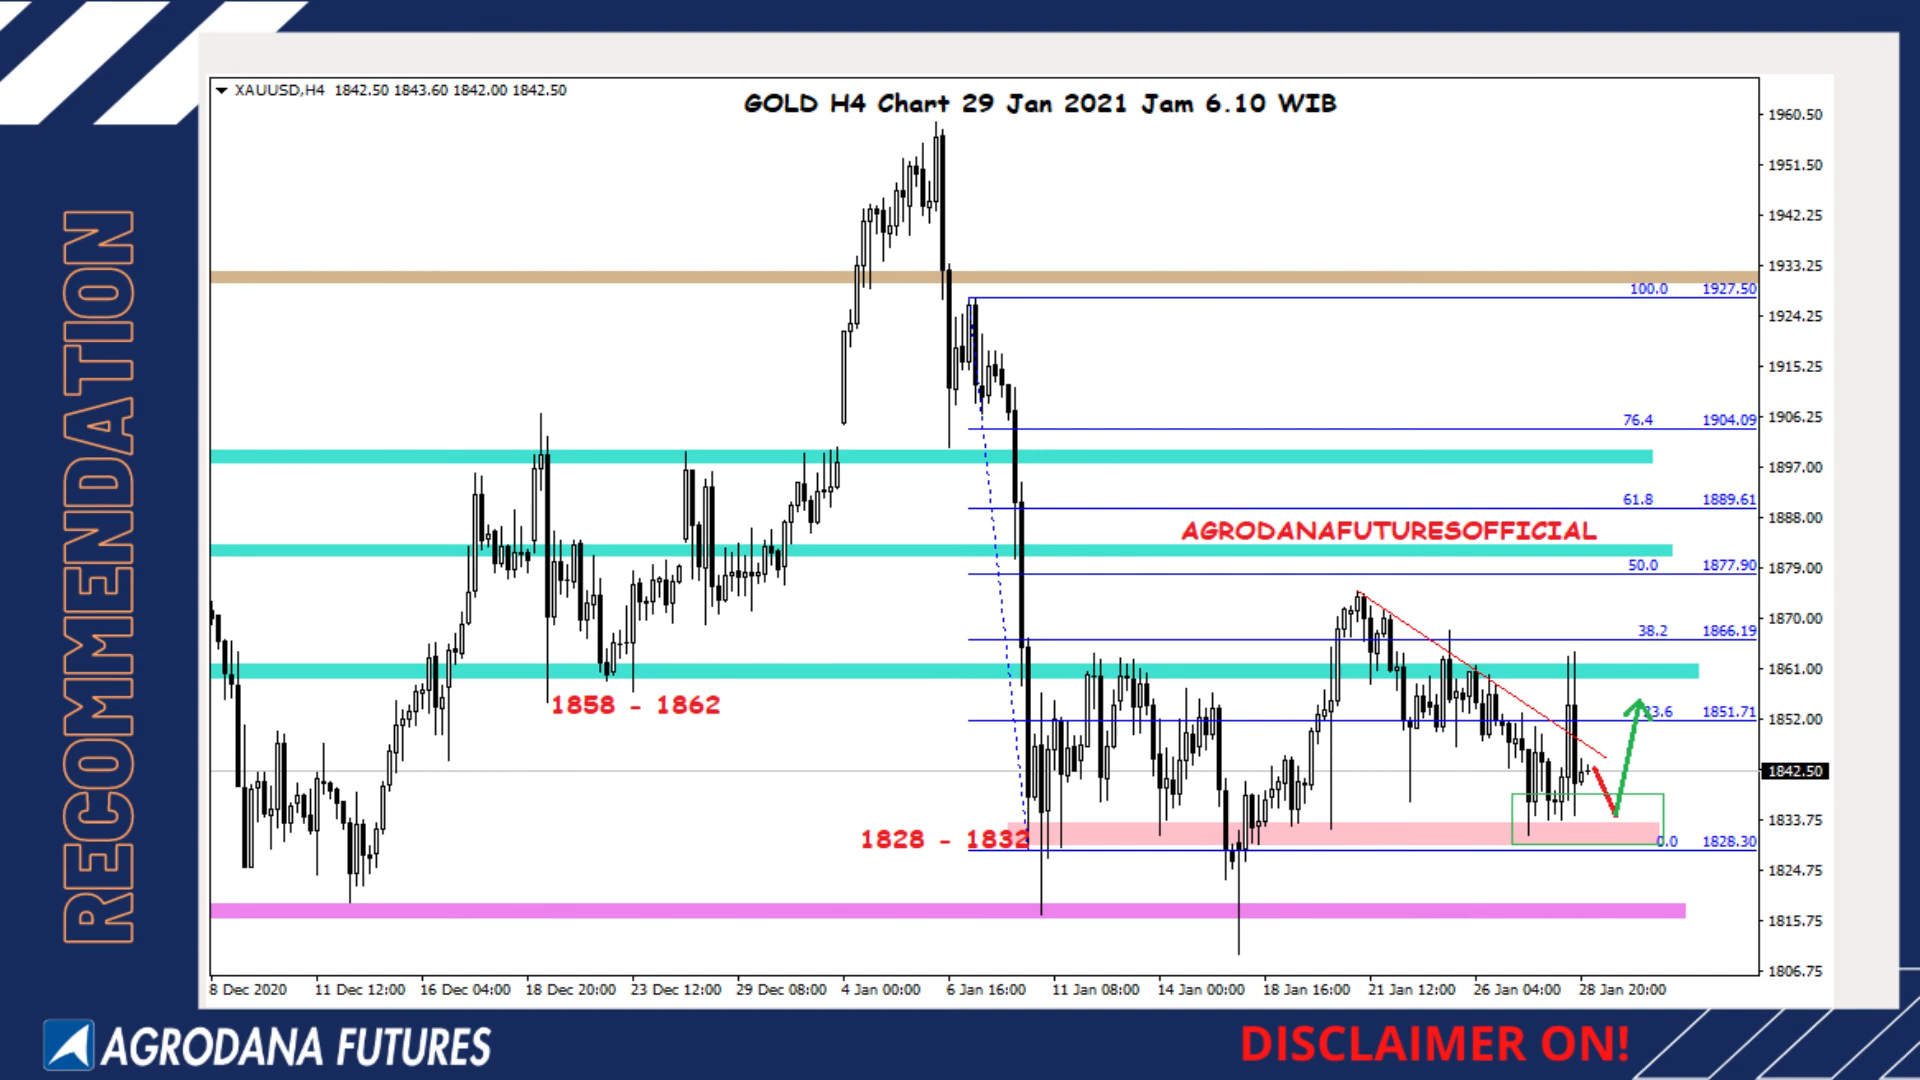 XAUUSD,H4 1842.50 1843.60 1842.00 1842.50
GOLD H4 Chart 29 Jan 2021 Jam 6.10 WIB
RECOMMENDATION
1960.50
1951.50
1942.25
1933.25
100.0 1927.50
1924.25
1915.25
76.4 1904.09
1906.25
1897.00
61.8 1889.61
1888.00
AGRODANAFUTURESOFFICIAL
50.0 1877.90
1879.00
1870.00
38.2 1866.19
1861.00
1858 - 1862
1851.71
1852.00
1842.50
1833.75
1828 - 1832
0.0 1828.30
1824.75
1815.75
1806.75
8 Dec 2020 11 Dec 12:00 16 Dec 04:00 18 Dec 20:00 23 Dec 12:00 29 Dec 08:00 4 Jan 00:00 6 Jan 16:00 11 Jan 08:00 14 Jan 00:00 18 Jan 16:00 21 Jan 12:00 26 Jan 04:00 28 Jan 20:00
AGRODANA FUTURES
DISCLAIMER ON!